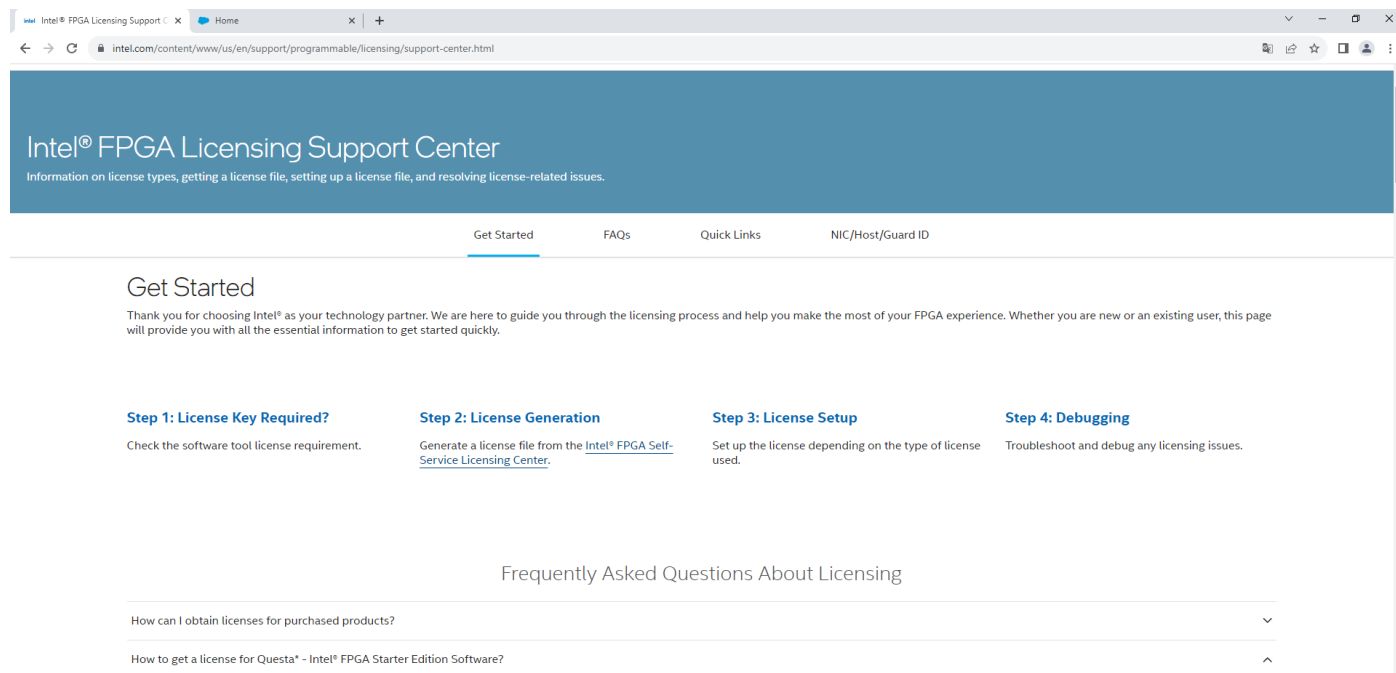 intel Intel® FPGA Licensing Support C
Home
intel.com/content/www/us/en/support/programmable/licensing/support-center.html
Intel® FPGA Licensing Support Center
Information on license types, getting a license file, setting up a license file, and resolving license-related issues.
Get Started FAQs Quick Links NIC/Host/Guard ID
Get Started
Thank you for choosing Intel® as your technology partner. We are here to guide you through the licensing process and help you make the most of your FPGA experience. Whether you are new or an existing user, this page
will provide you with all the essential information to get started quickly.
Step 1: License Key Required?
Check the software tool license requirement.
Step 2: License Generation
Generate a license file from the Intel® FPGA Self-
Service Licensing Center.
Step 3: License Setup
Set up the license depending on the type of license
used.
Step 4: Debugging
Troubleshoot and debug any licensing issues.
Frequently Asked Questions About Licensing
How can I obtain licenses for purchased products?
How to get a license for Questa* - Intel® FPGA Starter Edition Software?